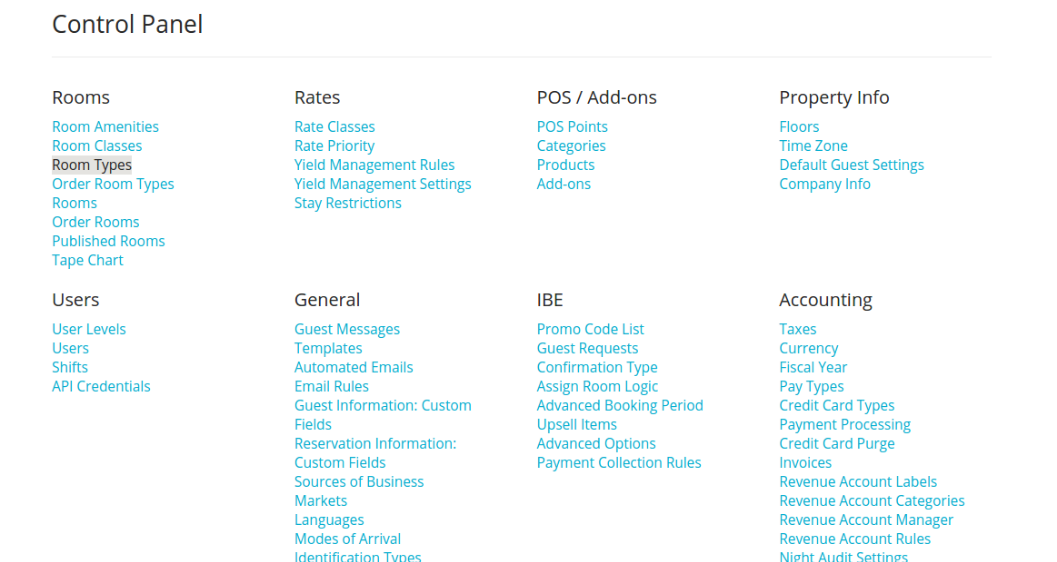 Control Panel
Rooms
Room Amenities
Room Classes
Room Types
Order Room Types
Rooms
Order Rooms
Published Rooms
Tape Chart
Rates
Rate Classes
Rate Priority
Yield Management Rules
Yield Management Settings
Stay Restrictions
POS / Add-ons
POS Points
Categories
Products
Add-ons
Property Info
Floors
Time Zone
Default Guest Settings
Company Info
Users
User Levels
Users
Shifts
API Credentials
General
Guest Messages
Templates
Automated Emails
Email Rules
Guest Information: Custom
Fields
Reservation Information:
Custom Fields
Sources of Business
Markets
Languages
Modes of Arrival
Identification Types
IBE
Promo Code List
Guest Requests
Confirmation Type
Assign Room Logic
Advanced Booking Period
Upsell Items
Advanced Options
Payment Collection Rules
Accounting
Taxes
Currency
Fiscal Year
Pay Types
Credit Card Types
Payment Processing
Credit Card Purge
Invoices
Revenue Account Labels
Revenue Account Categories
Revenue Account Manager
Revenue Account Rules
Night Audit Settings